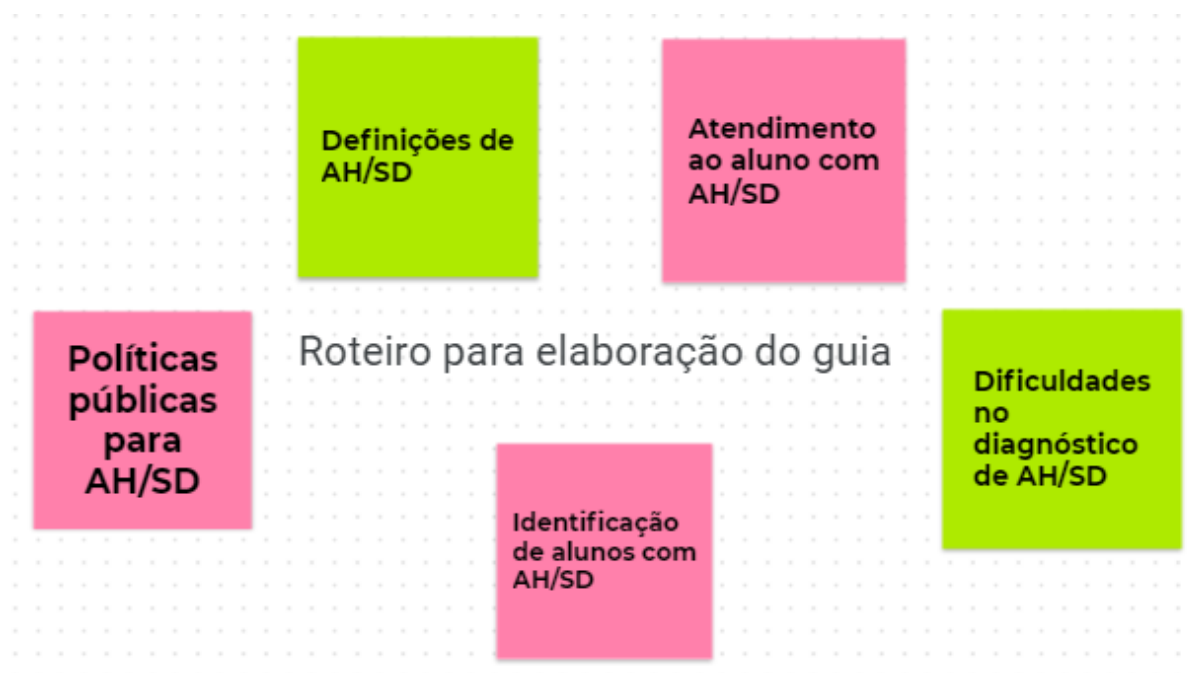 Definições de
AH/SD
Atendimento
ao aluno com
AH/SD
Políticas
públicas
para
AH/SD
Roteiro para elaboração do guia
Dificuldades
no
diagnóstico
de AH/SD
Identificação
de alunos com
AH/SD